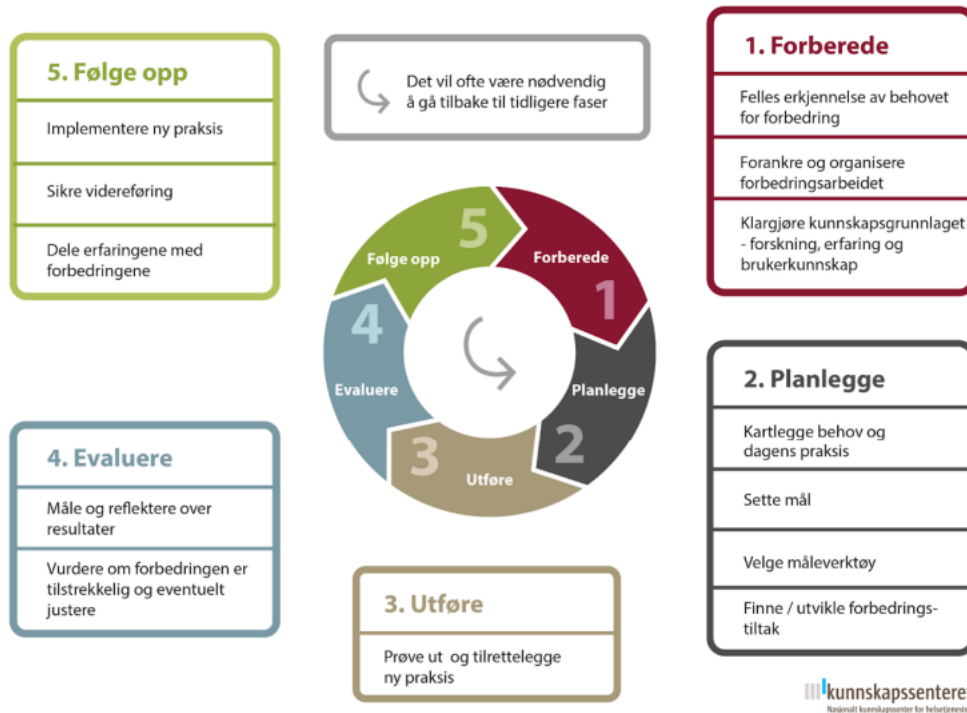 5. Følge opp
Implementere ny praksis
Sikre videreføring
Dele erfaringene med
forbedringene
Det vil ofte være nødvendig
å gå tilbake til tidligere faser
1. Forberede
Felles erkjennelse av behovet
for forbedring
Forankre og organisere
forbedringsarbeidet
Klargjøre kunnskapsgrunnlaget
- forskning, erfaring og
brukerkunnskap
5
Følge opp
Forberede
1
4
Evaluere
Planlegge
2
3
Utføre
2. Planlegge
Kartlegge behov og
dagens praksis
Sette mål
Velge måleverktøy
Finne / utvikle forbedrings-
tiltak
4. Evaluere
Måle og reflektere over
resultater
Vurdere om forbedringen er
tilstrekkelig og eventuelt
justere
3. Utføre
Prøve ut og tilrettelegge
ny praksis
kunnskapssenteret
Nasjonalt kunnskapssenter for helsetjeneste